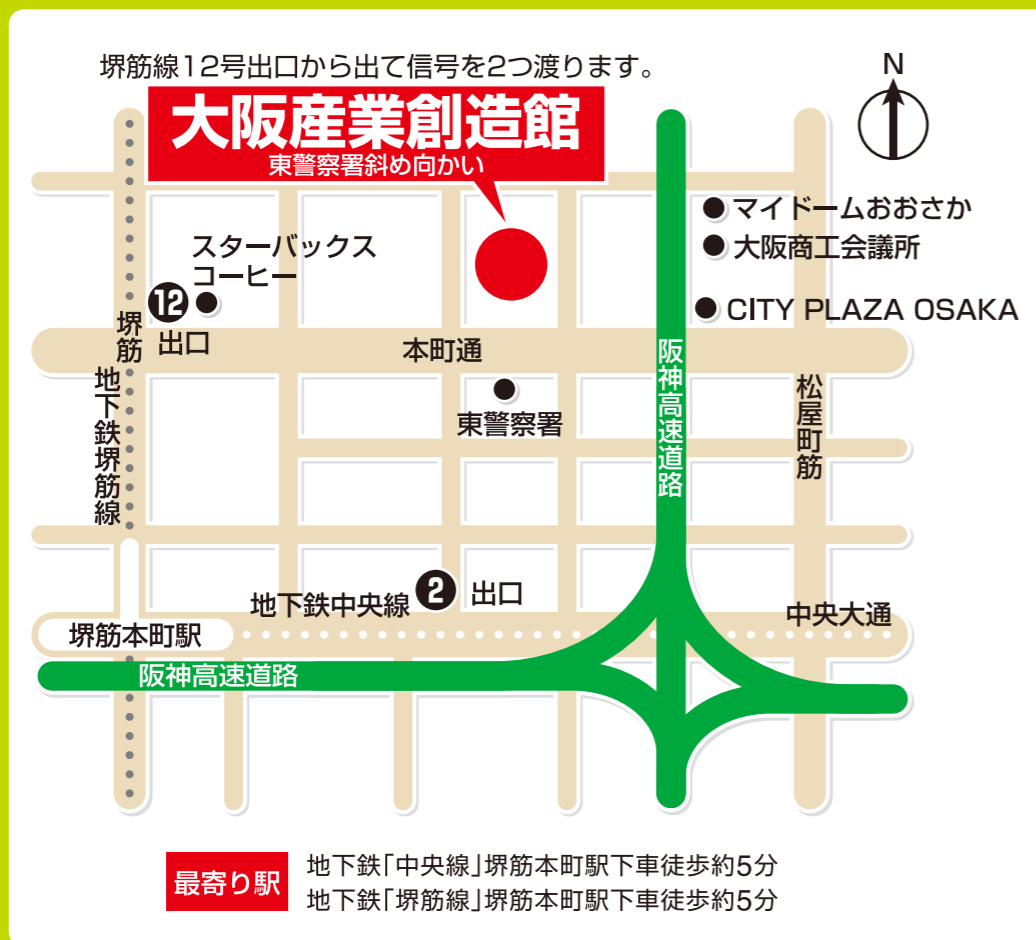 堺筋線12号出口から出て信号を2つ渡ります。
大阪産業創造館
東警察署斜め向かい
N
マイドームおおさか
大阪商工会議所
スターバックス
コーヒー
CITY PLAZA OSAKA
12
出口
堺筋
本町通
阪神高速道路
地下鉄堺筋線
松屋町筋
東警察署
地下鉄中央線
2
出口
中央大通
堺筋本町駅
阪神高速道路
最寄り駅
地下鉄「中央線」堺筋本町駅下車徒歩約5分
地下鉄「堺筋線」堺筋本町駅下車徒歩約5分